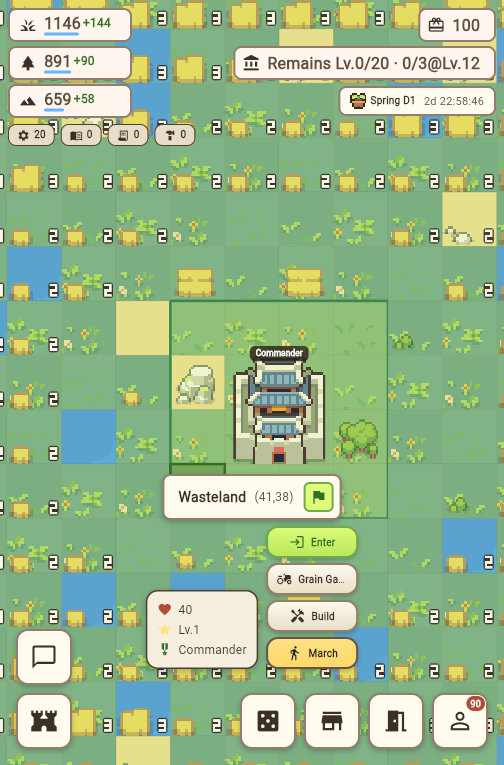 1146 +144
100
891 +90
Remains Lv.0/20 · 0/3@Lv.12
659 +58
Spring D1 2d 22:58:46
20
0
0
0
Commander
Wasteland (41,38)
Enter
Grain Ga...
40
Lv.1
Commander
Build
March
90